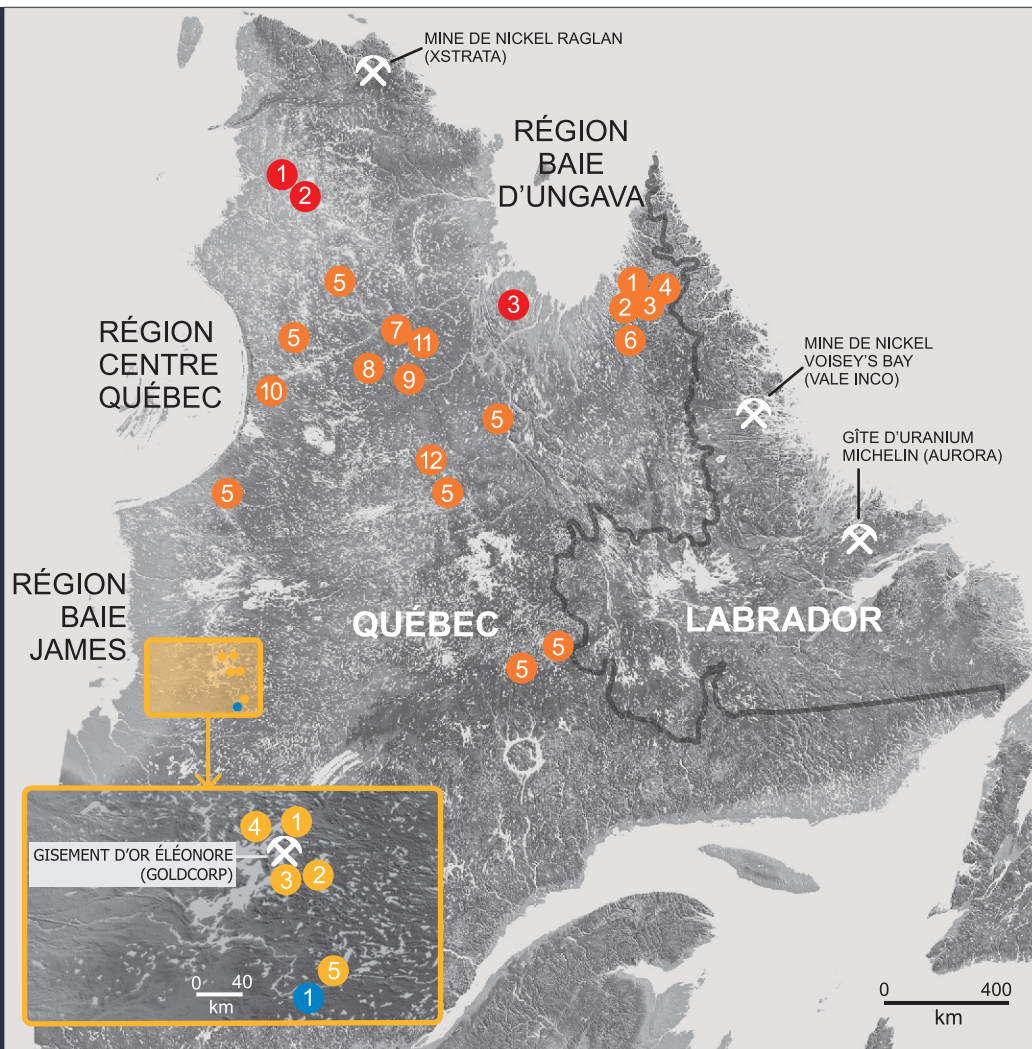 MINE DE NICKEL RAGLAN
(XSTRATA)
RÉGION
BAIE
D'UNGAVA
1
2
5
3
1
4
2
3
6
RÉGION
CENTRE
QUÉBEC
5
7
11
8
9
10
MINE DE NICKEL
VOISEY'S BAY
(VALE INCO)
5
12
5
5
GÎTE D'URANIUM
MICHELIN (AURORA)
RÉGION
BAIE
JAMES
QUÉBEC
LABRADOR
5
5
4
1
GISEMENT D'OR ÉLÉONORE
(GOLDCORP)
3
2
5
1
0 40
km
0 400
km